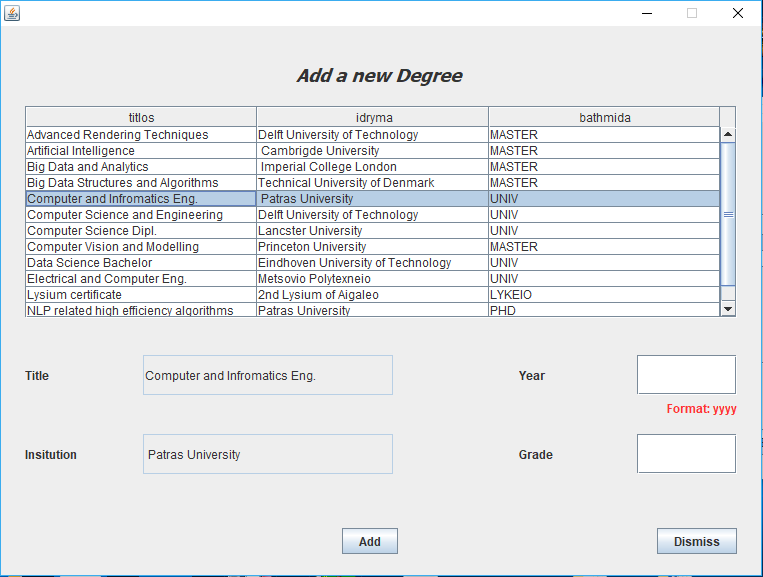 Add a new Degree
titlos idryma bathmida
Advanced Rendering Techniques Delft University of Technology MASTER
Artificial Intelligence Cambrigde University MASTER
Big Data and Analytics Imperial College London MASTER
Big Data Structures and Algorithms Technical University of Denmark MASTER
Computer and Infromatics Eng. Patras University UNIV
Computer Science and Engineering Delft University of Technology UNIV
Computer Science Dipl. Lancster University UNIV
Computer Vision and Modelling Princeton University MASTER
Data Science Bachelor Eindhoven University of Technology UNIV
Electrical and Computer Eng. Metsovio Polytexneio UNIV
Lysium certificate 2nd Lysium of Aigaleo LYKEIO
NLP related high efficiency algorithms Patras University PHD
Title Computer and Infromatics Eng. Year
Format: yyyy
Insitution Patras University Grade
Add Dismiss